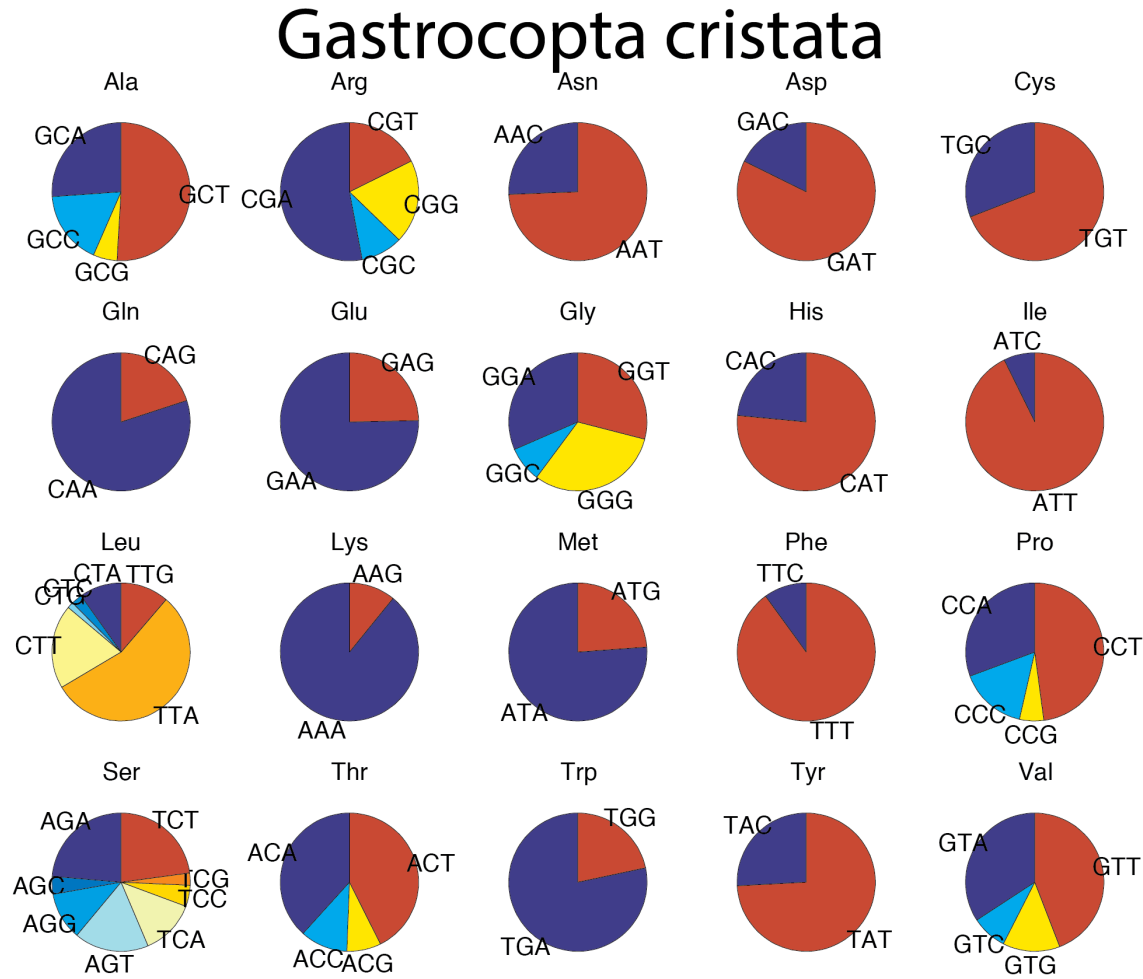 Gastrocopta cristata
Ala
Arg
Asn
Asp
Cys
GCA
GCT
GCC
GCG
CGT
CGA
CGG
CGC
AAC
AAT
GAC
GAT
TGC
TGT
Gln
Glu
Gly
His
Ile
CAG
CAA
GAG
GAA
GGA
GGT
GGC
GGG
CAC
CAT
ATC
ATT
Leu
Lys
Met
Phe
Pro
CTA
TTG
CTC
CTG
CTT
TTA
AAG
AAA
ATG
ATA
TTC
TTT
CCA
CCT
CCC
CCG
Ser
Thr
Trp
Tyr
Val
AGA
TCT
TCG
AGC
TCC
AGG
TCA
AGT
ACA
ACT
ACC
ACG
TGG
TGA
TAC
TAT
GTA
GTT
GTC
GTG